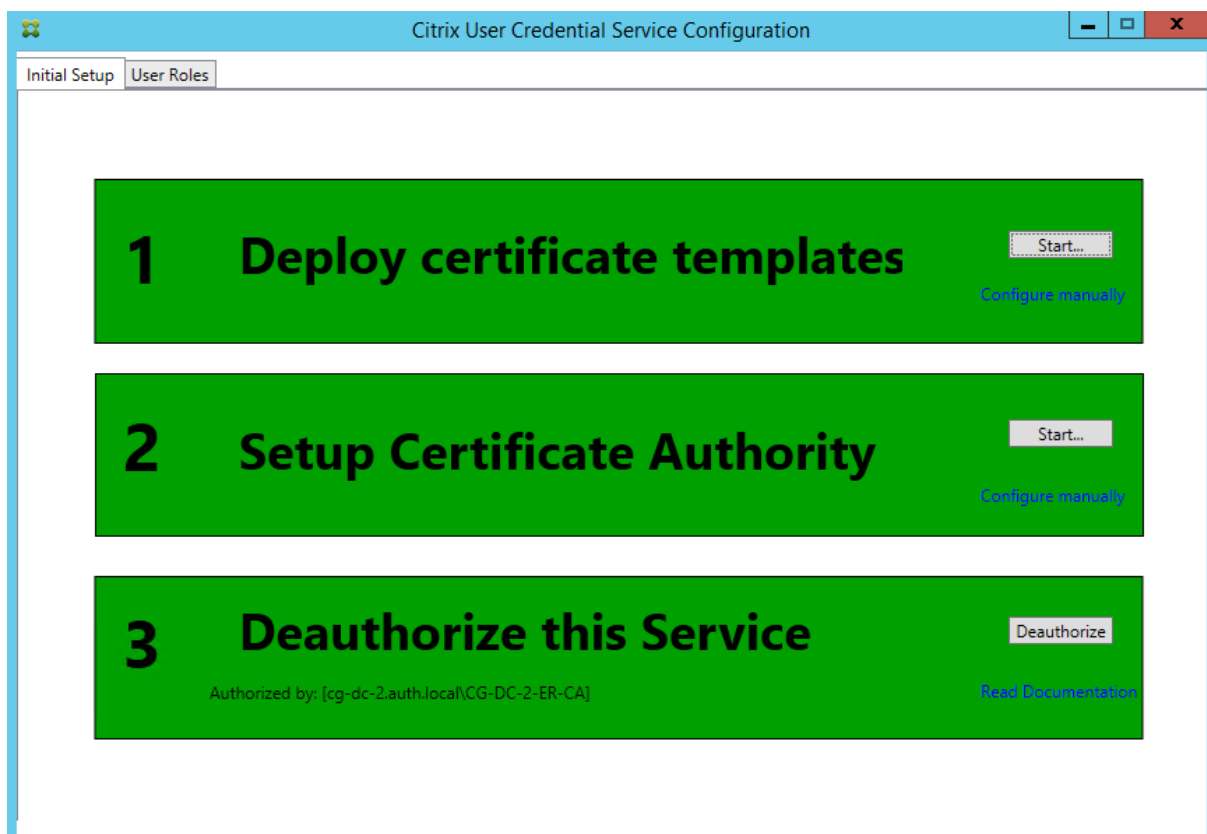 Citrix User Credential Service Configuration
Initial Setup User Roles
1 Deploy certificate templates
Start...
Configure manually
2 Setup Certificate Authority
Start...
Configure manually
3 Deauthorize this Service
Deauthorize
Authorized by: [cg-dc-2.auth.local\CG-DC-2-ER-CA]
Read Documentation